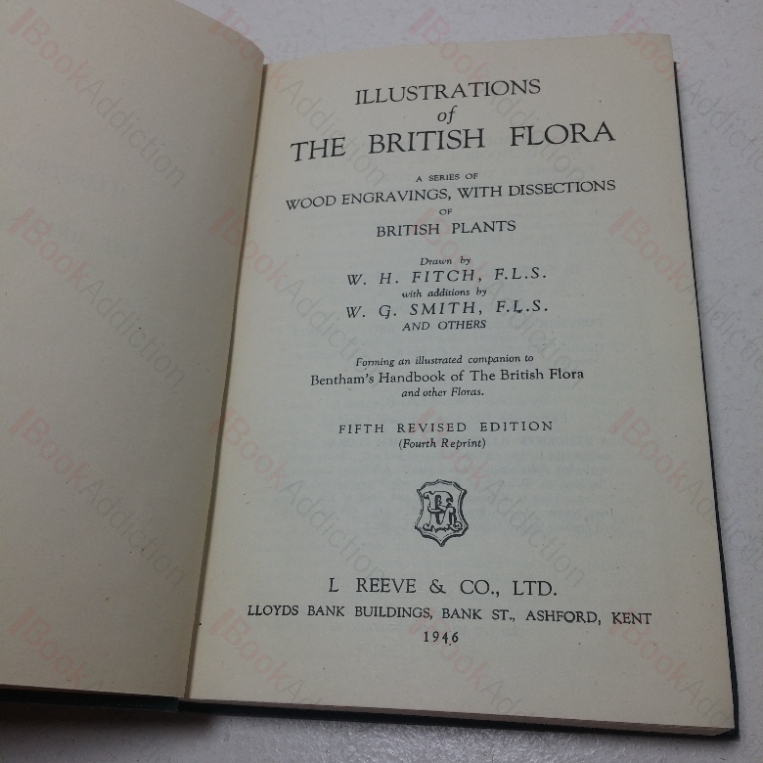 ILLUSTRATIONS
of
THE BRITISH FLORA
A SERIES OF
WOOD ENGRAVINGS, WITH DISSECTIONS
OF
BRITISH PLANTS
Drawn by
W. H. FITCH, F.L.S.
with additions by
W. G. SMITH, F.L.S.
AND OTHERS
Forming an illustrated companion to
Bentham's Handbook of The British Flora
and other Floras.
FIFTH REVISED EDITION
(Fourth Reprint)
L REEVE & CO., LTD.
LLOYDS BANK BUILDINGS, BANK ST., ASHFORD, KENT
1946
BookAddiction